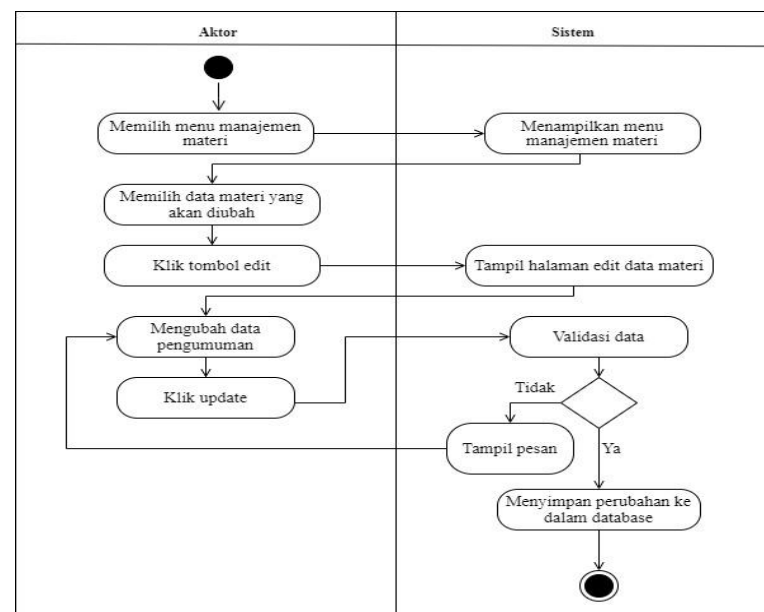 Aktor
Sistem
Memilih menu manajemen
materi
Menampilkan menu
manajemen materi
Memilih data materi yang
akan diubah
Klik tombol edit
Tampil halaman edit data materi
Mengubah data
pengumuman
Validasi data
Klik update
Tidak
Tampil pesan
Ya
Menyimpan perubahan ke
dalam database